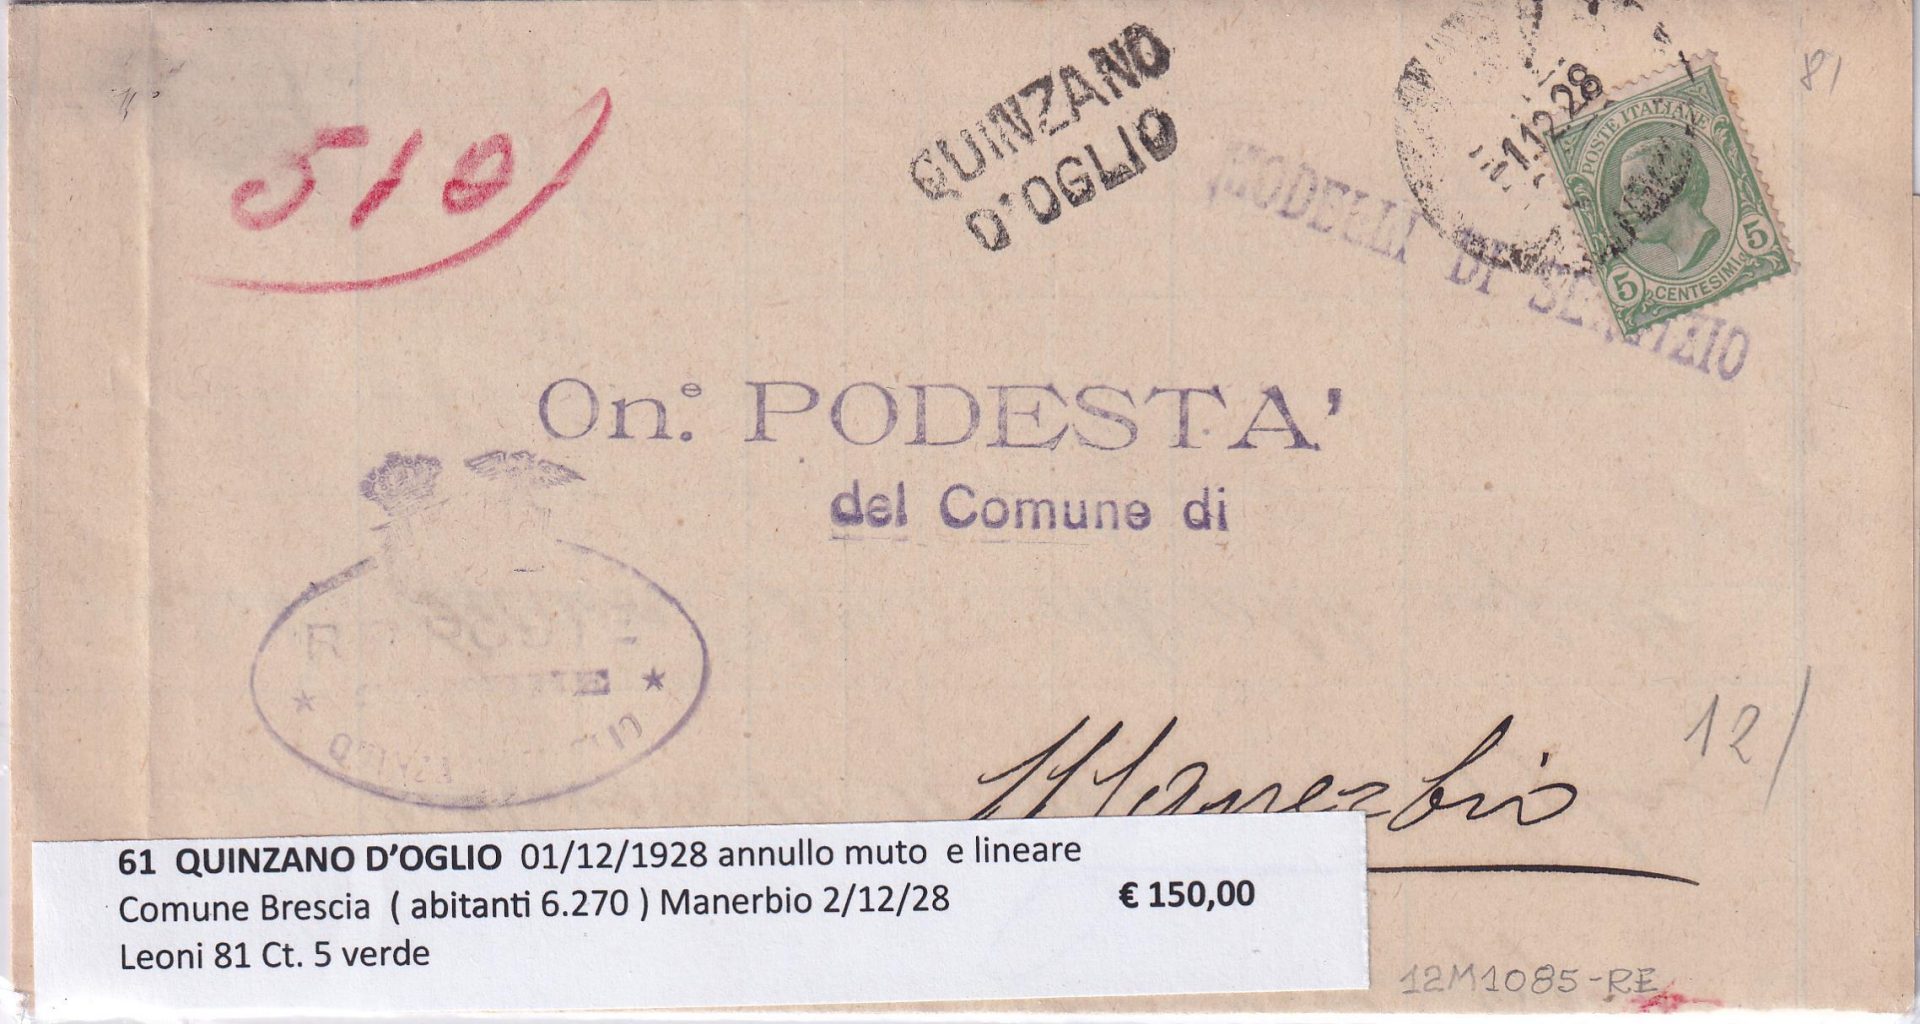 510
QUINZANO
D'OGLIO
1.12.28
81
POSTE ITALIANE
5 CENTESIMI 5
MODELLI DI SERVIZIO
On.e PODESTA'
del Comune di
Manerbio
12/
61 QUINZANO D'OGLIO 01/12/1928 annullo muto e lineare
Comune Brescia ( abitanti 6.270 ) Manerbio 2/12/28 € 150,00
Leoni 81 Ct. 5 verde
12M1085-RE